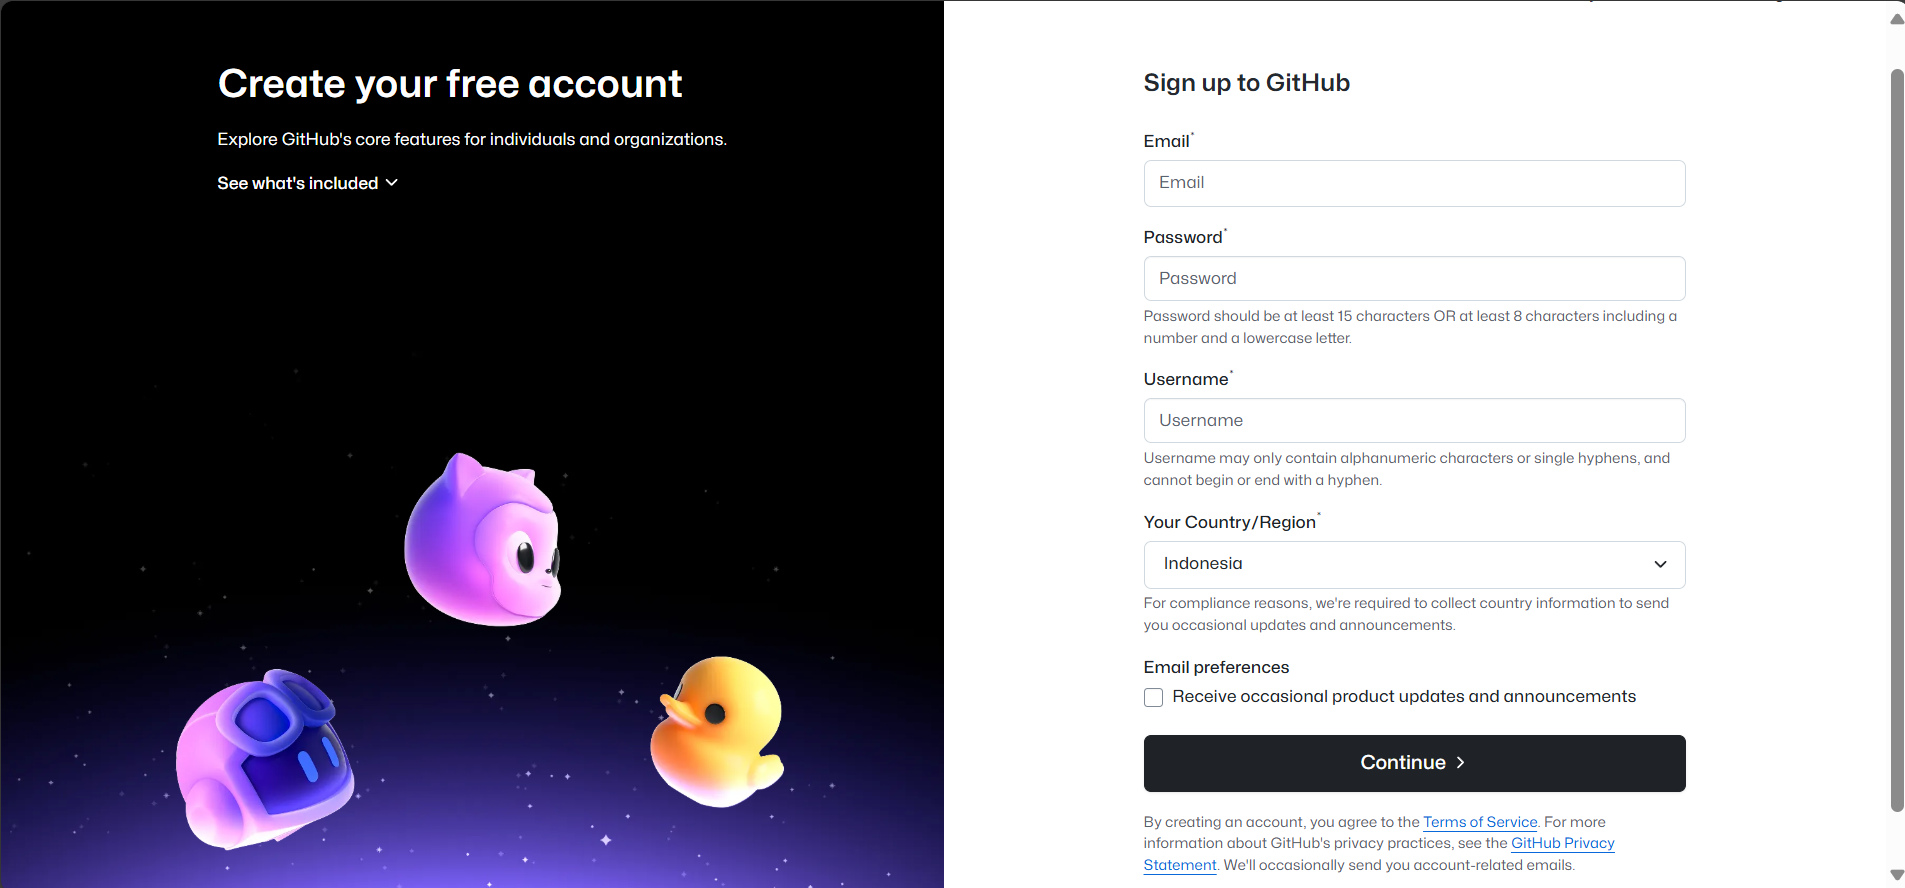 Create your free account
Explore GitHub's core features for individuals and organizations.
See what's included
Sign up to GitHub
Email*
Email
Password*
Password
Password should be at least 15 characters OR at least 8 characters including a
number and a lowercase letter.
Username*
Username
Username may only contain alphanumeric characters or single hyphens, and
cannot begin or end with a hyphen.
Your Country/Region*
Indonesia
For compliance reasons, we're required to collect country information to send
you occasional updates and announcements.
Email preferences
Receive occasional product updates and announcements
Continue
By creating an account, you agree to the Terms of Service. For more
information about GitHub's privacy practices, see the GitHub Privacy
Statement. We'll occasionally send you account-related emails.